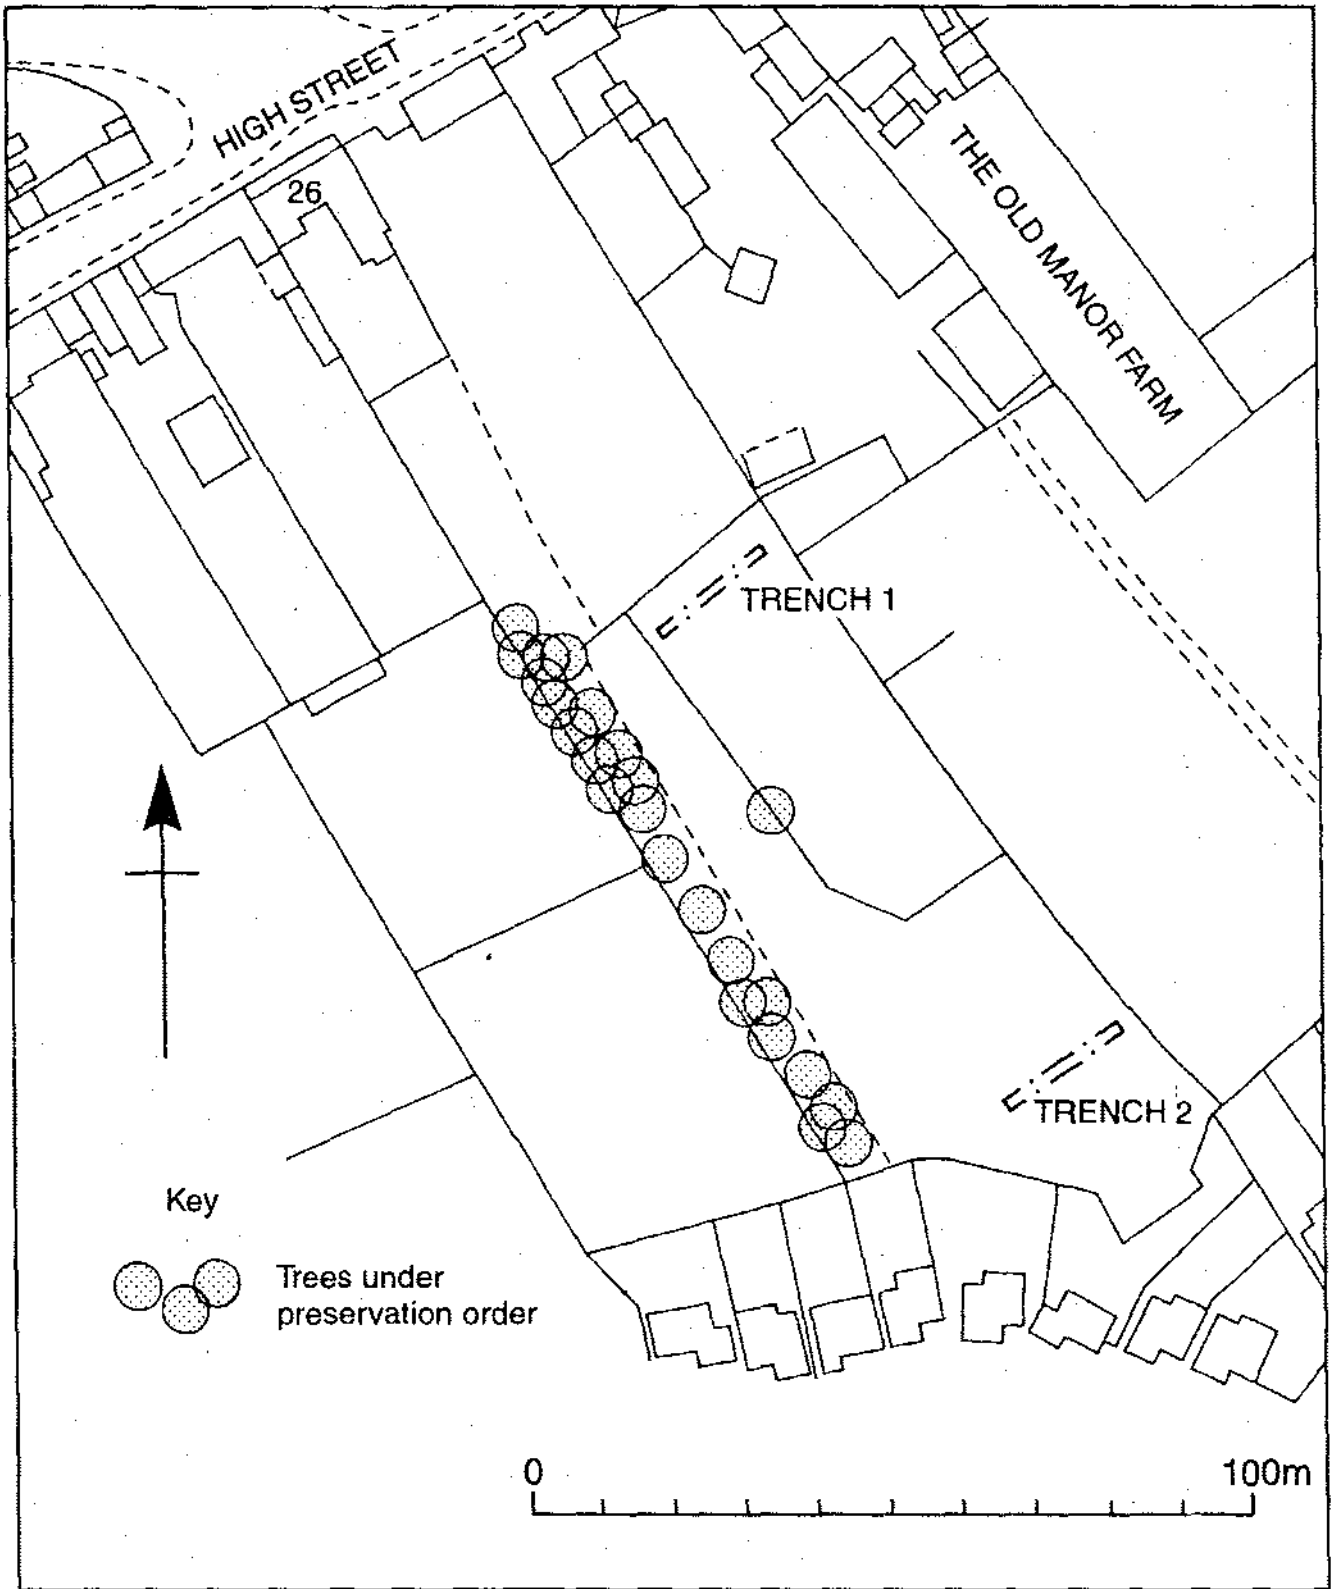 HIGH STREET
26
THE OLD MANOR FARM
TRENCH 1
TRENCH 2
Key
Trees under
preservation order
0
100m